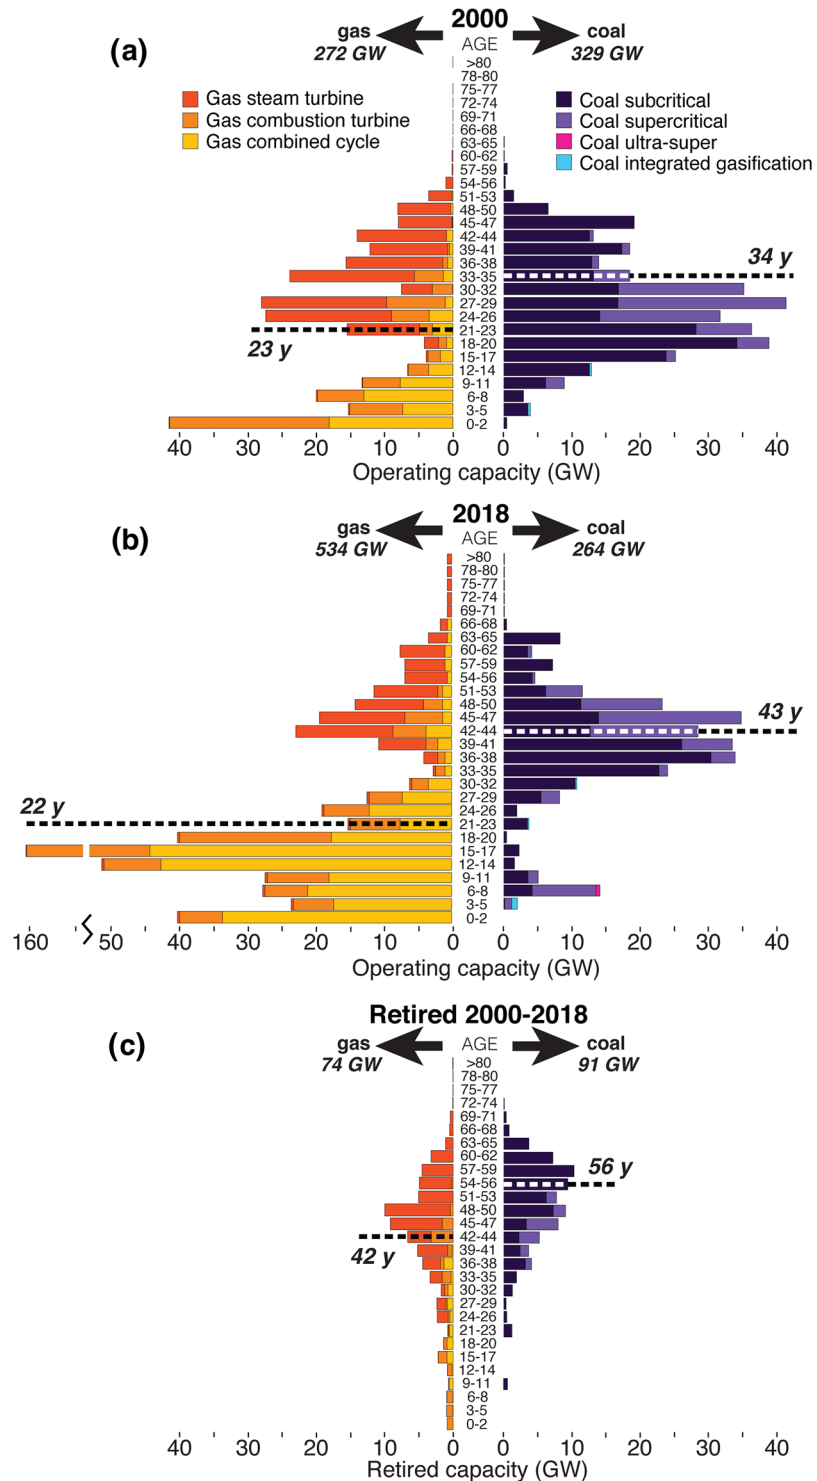 (a)
2000
gas
coal
272 GW
AGE
329 GW
Gas steam turbine
Gas combustion turbine
Gas combined cycle
Coal subcritical
Coal supercritical
Coal ultra-super
Coal integrated gasification
>80
78-80
75-77
72-74
69-71
66-68
63-65
60-62
57-59
54-56
51-53
48-50
45-47
42-44
39-41
36-38
33-35
30-32
27-29
24-26
21-23
18-20
15-17
12-14
9-11
6-8
3-5
0-2
34 y
23 y
40 30 20 10 0 0 10 20 30 40
Operating capacity (GW)
(b)
2018
gas
coal
534 GW
AGE
264 GW
>80
78-80
75-77
72-74
69-71
66-68
63-65
60-62
57-59
54-56
51-53
48-50
45-47
42-44
39-41
36-38
33-35
30-32
27-29
24-26
21-23
18-20
15-17
12-14
9-11
6-8
3-5
0-2
43 y
22 y
160 50 40 30 20 10 0 0 10 20 30 40
Operating capacity (GW)
(c)
Retired 2000-2018
gas
coal
74 GW
AGE
91 GW
>80
78-80
75-77
72-74
69-71
66-68
63-65
60-62
57-59
54-56
51-53
48-50
45-47
42-44
39-41
36-38
33-35
30-32
27-29
24-26
21-23
18-20
15-17
12-14
9-11
6-8
3-5
0-2
56 y
42 y
40 30 20 10 0 0 10 20 30 40
Retired capacity (GW)